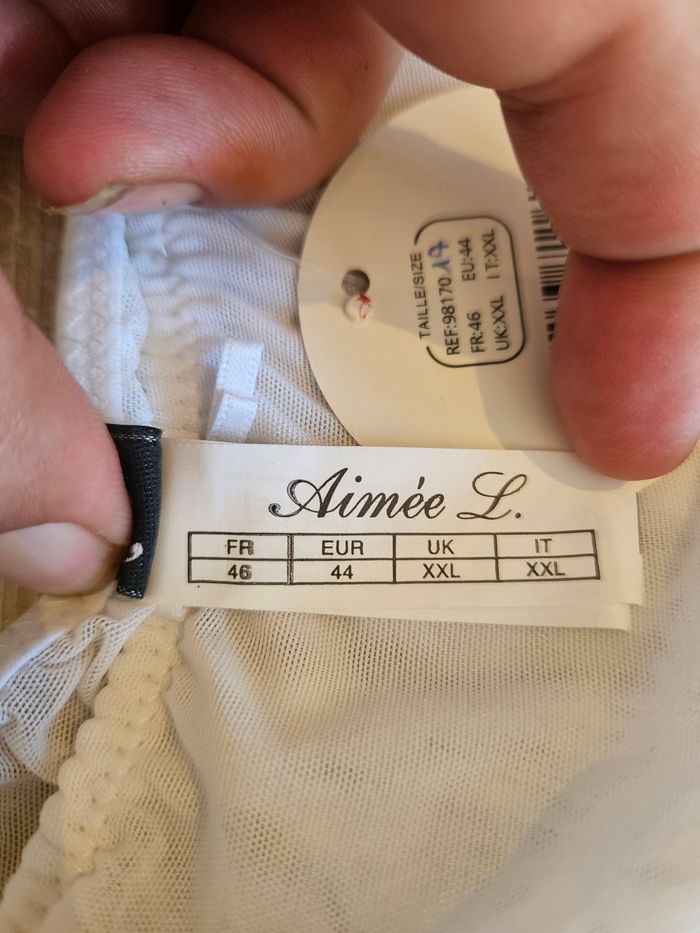 TAILLE/SIZE
REF:98170 17
FR:46 EU:44
UK:XXL IT:XXL
Aimée L.
FR EUR UK IT
46 44 XXL XXL